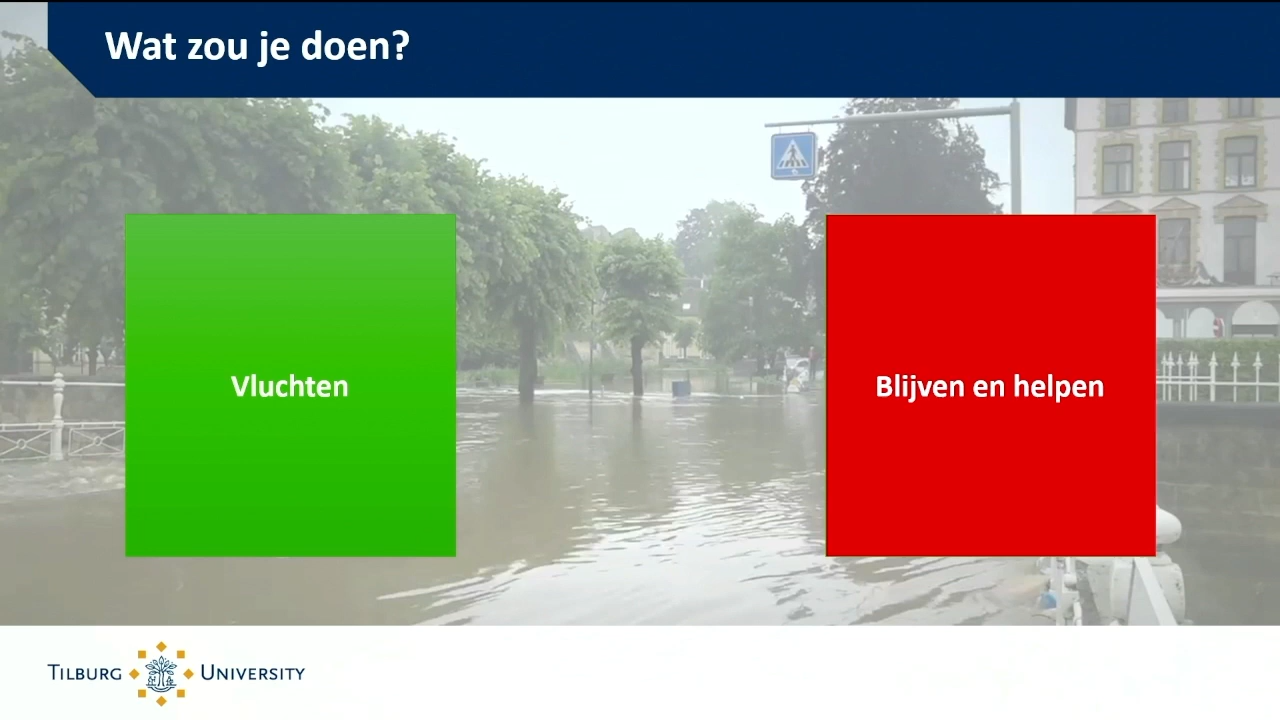 Wat zou je doen?
Vluchten
Blijven en helpen
TILBURG UNIVERSITY